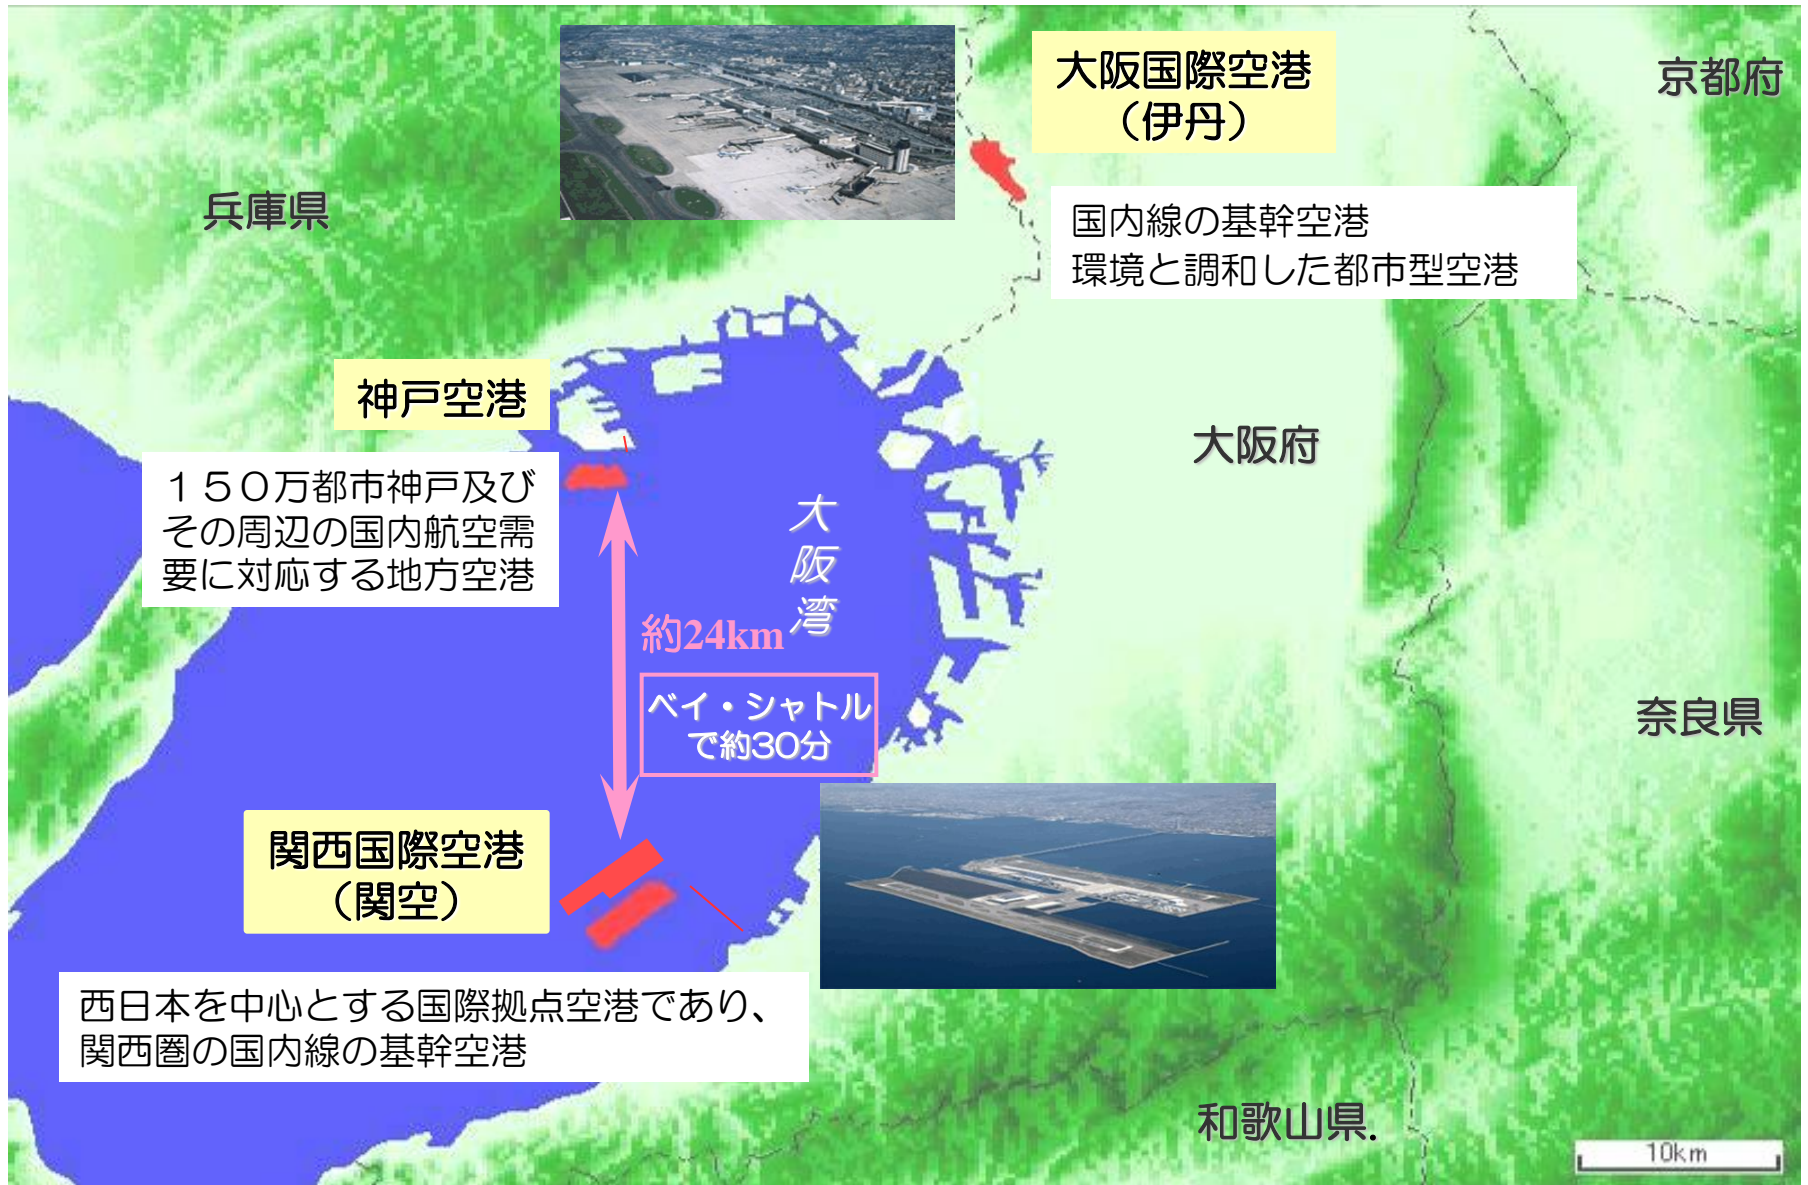 大阪国際空港
（伊丹）
京都府
兵庫県
国内線の基幹空港
環境と調和した都市型空港
神戸空港
大阪府
１５０万都市神戸及び
その周辺の国内航空需
要に対応する地方空港
大
阪
湾
約24km
ベイ・シャトル
で約30分
奈良県
関西国際空港
（関空）
西日本を中心とする国際拠点空港であり、
関西圏の国内線の基幹空港
和歌山県.
10km